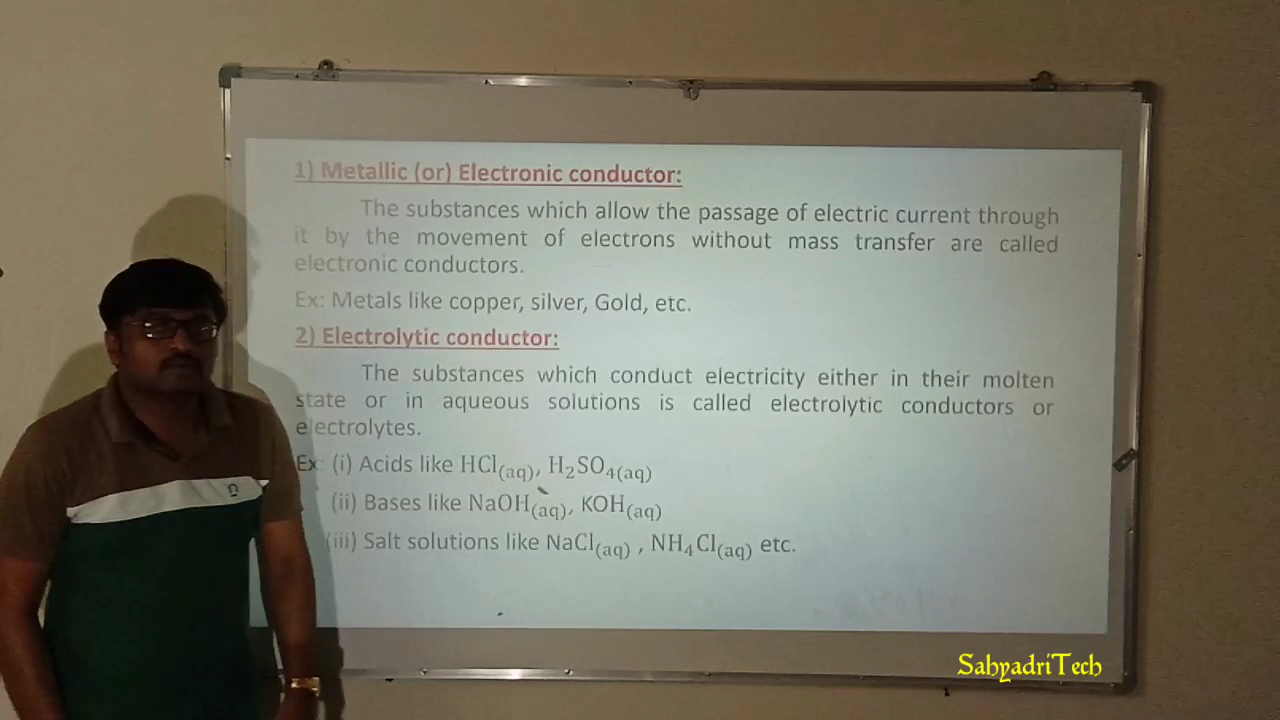 1) Metallic (or) Electronic conductor:
The substances which allow the passage of electric current through
it by the movement of electrons without mass transfer are called
electronic conductors.
Ex: Metals like copper, silver, Gold, etc.
2) Electrolytic conductor:
The substances which conduct electricity either in their molten
state or in aqueous solutions is called electrolytic conductors or
electrolytes.
Ex: (i) Acids like HCl(aq), H₂SO₄(aq)
(ii) Bases like NaOH(aq), KOH(aq)
(iii) Salt solutions like NaCl(aq) , NH₄Cl(aq) etc.
SahyadriTech